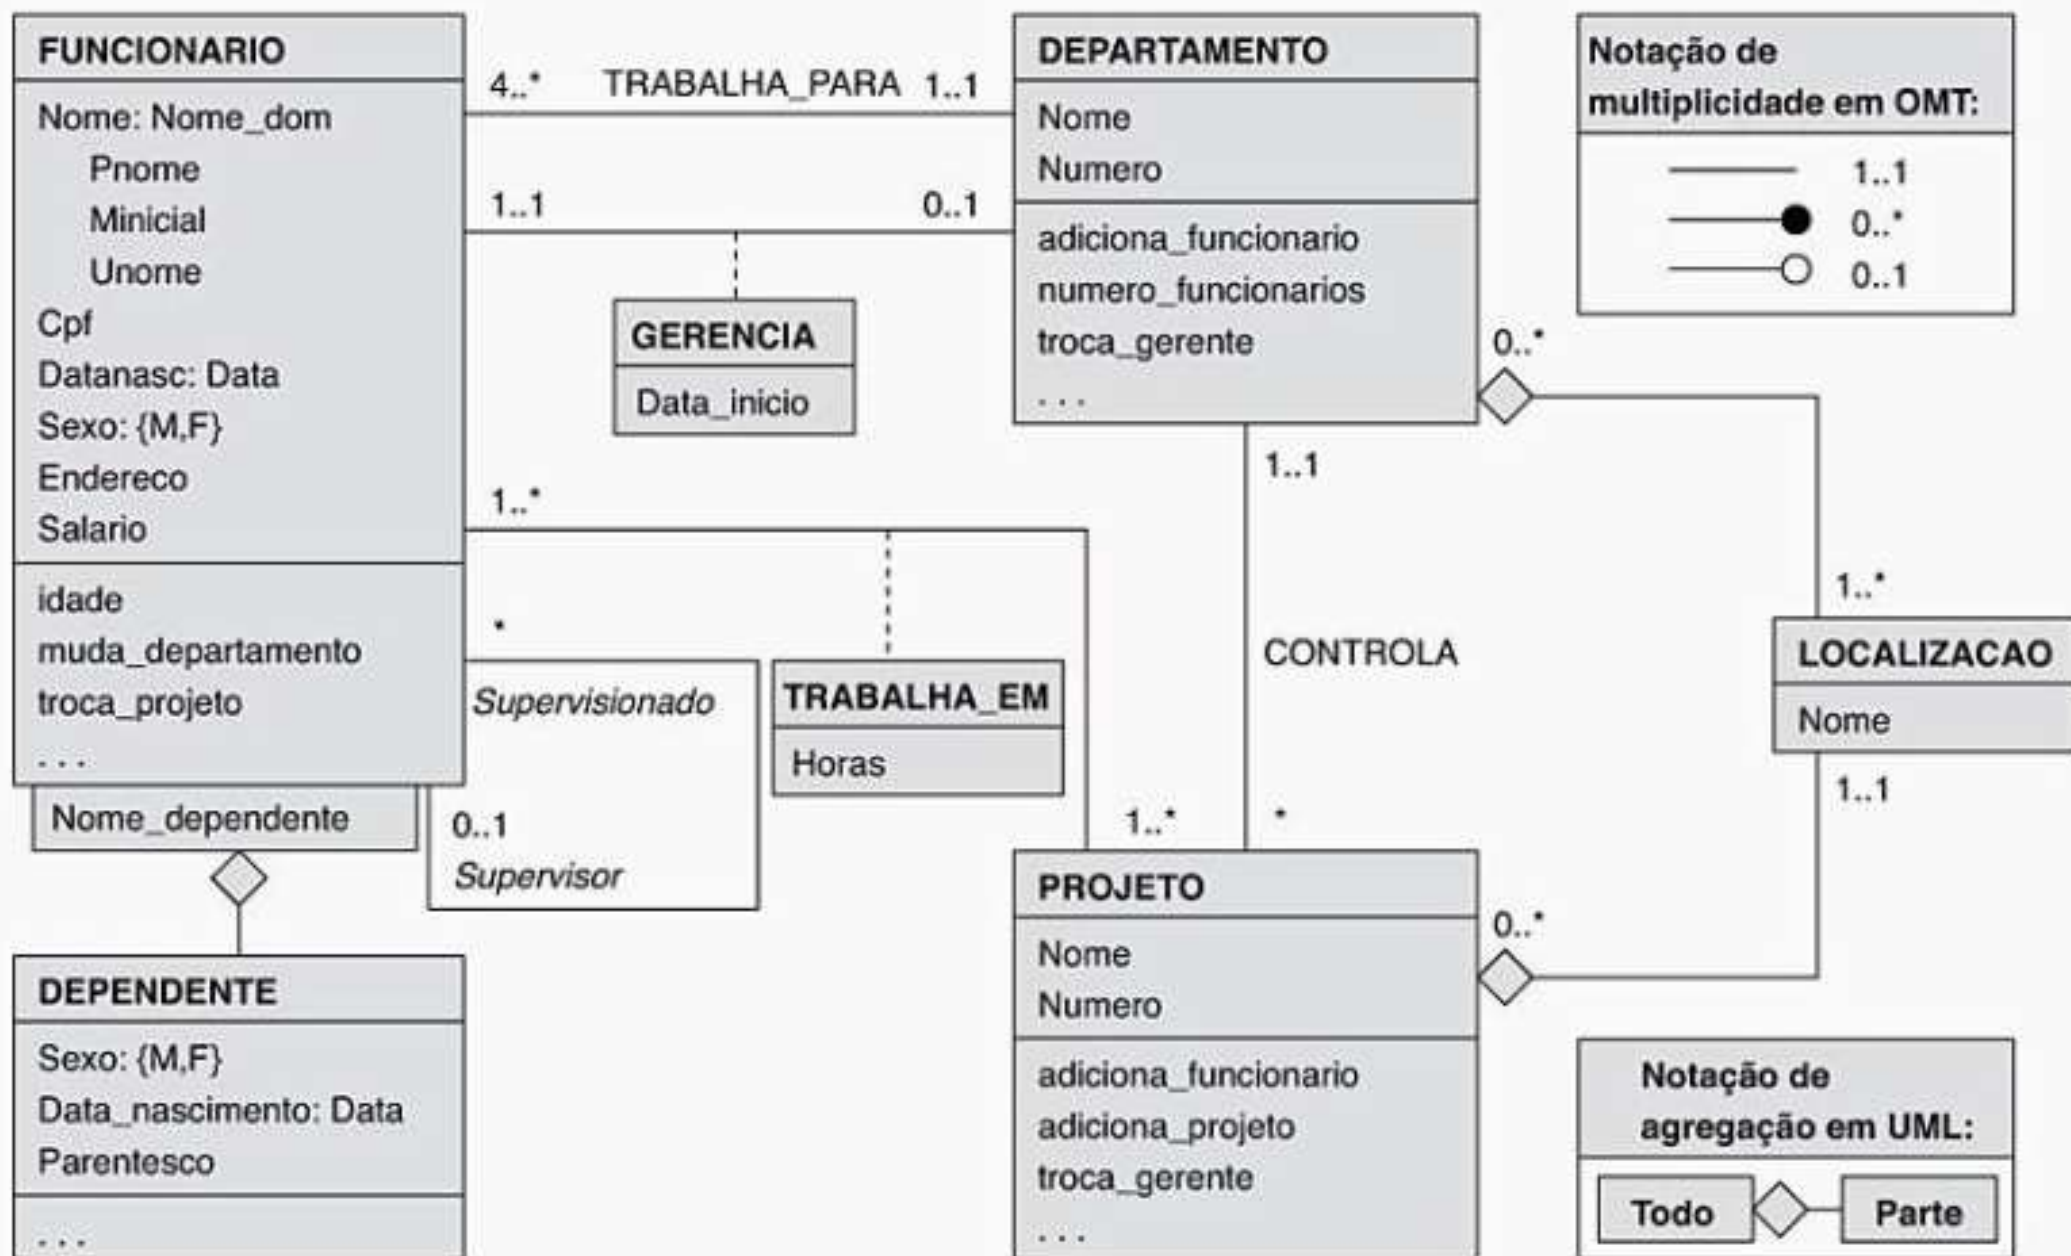 FUNCIONARIO
Nome: Nome_dom
Pnome
Minicial
Unome
Cpf
Datanasc: Data
Sexo: {M,F}
Endereco
Salario
idade
muda_departamento
troca_projeto
. . .
Nome_dependente
DEPENDENTE
Sexo: {M,F}
Data_nascimento: Data
Parentesco
. . .
4..* TRABALHA_PARA 1..1
1..1 0..1
GERENCIA
Data_inicio
1..*
*
Supervisionado
0..1
Supervisor
TRABALHA_EM
Horas
DEPARTAMENTO
Nome
Numero
adiciona_funcionario
numero_funcionarios
troca_gerente
. . .
1..1
CONTROLA
1..* *
PROJETO
Nome
Numero
adiciona_funcionario
adiciona_projeto
troca_gerente
. . .
Notação de
multiplicidade em OMT:
1..1
0..*
0..1
0..*
1..*
LOCALIZACAO
Nome
1..1
0..*
Notação de
agregação em UML:
Todo Parte